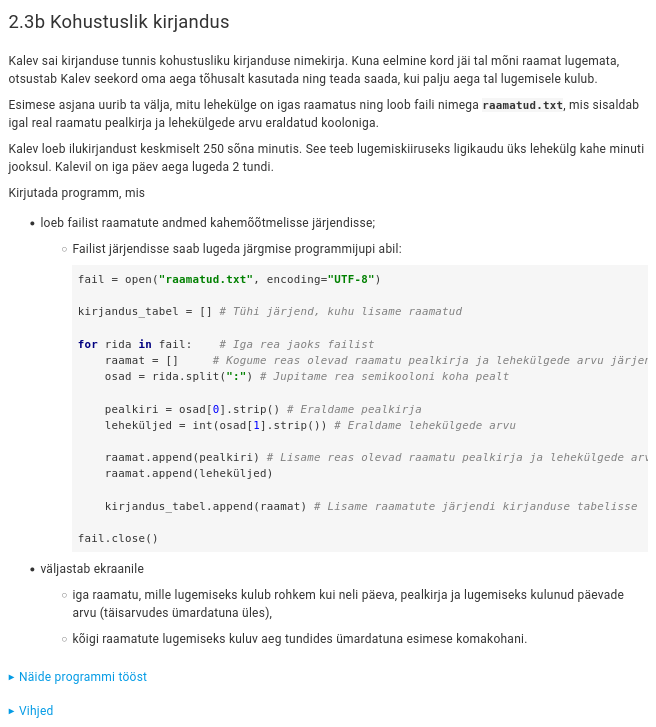 2.3b Kohustuslik kirjandus
Kalev sai kirjanduse tunnis kohustusliku kirjanduse nimekirja. Kuna eelmine kord jäi tal mõni raamat lugemata,
otsustab Kalev seekord oma aega tõhusalt kasutada ning teada saada, kui palju aega tal lugemisele kulub.
Esimese asjana uurib ta välja, mitu lehekülge on igas raamatus ning loob faili nimega raamatud.txt, mis sisaldab
igal real raamatu pealkirja ja lehekülgede arvu eraldatud kooloniga.
Kalev loeb ilukirjandust keskmiselt 250 sõna minutis. See teeb lugemiskiiruseks ligikaudu üks lehekülg kahe minuti
jooksul. Kalevil on iga päev aega lugeda 2 tundi.
Kirjutada programm, mis
• loeb failist raamatute andmed kahemõõtmelisse järjendisse;
○ Failist järjendisse saab lugeda järgmise programmijupi abil:
fail = open("raamatud.txt", encoding="UTF-8")
kirjandus_tabel = [] # Tühi järjend, kuhu lisame raamatud
for rida in fail:    # Iga rea jaoks failist
    raamat = []     # Kogume reas olevad raamatu pealkirja ja lehekülgede arvu järjen
    osad = rida.split(":") # Jupitame rea semikooloni koha pealt
    pealkiri = osad[0].strip() # Eraldame pealkirja
    leheküljed = int(osad[1].strip()) # Eraldame lehekülgede arvu
    raamat.append(pealkiri) # Lisame reas olevad raamatu pealkirja ja lehekülgede arv
    raamat.append(leheküljed)
    kirjandus_tabel.append(raamat) # Lisame raamatute järjendi kirjanduse tabelisse
fail.close()
• väljastab ekraanile
○ iga raamatu, mille lugemiseks kulub rohkem kui neli päeva, pealkirja ja lugemiseks kulunud päevade
arvu (täisarvudes ümardatuna üles),
○ kõigi raamatute lugemiseks kuluv aeg tundides ümardatuna esimese komakohani.
▸ Näide programmi tööst
▸ Vihjed